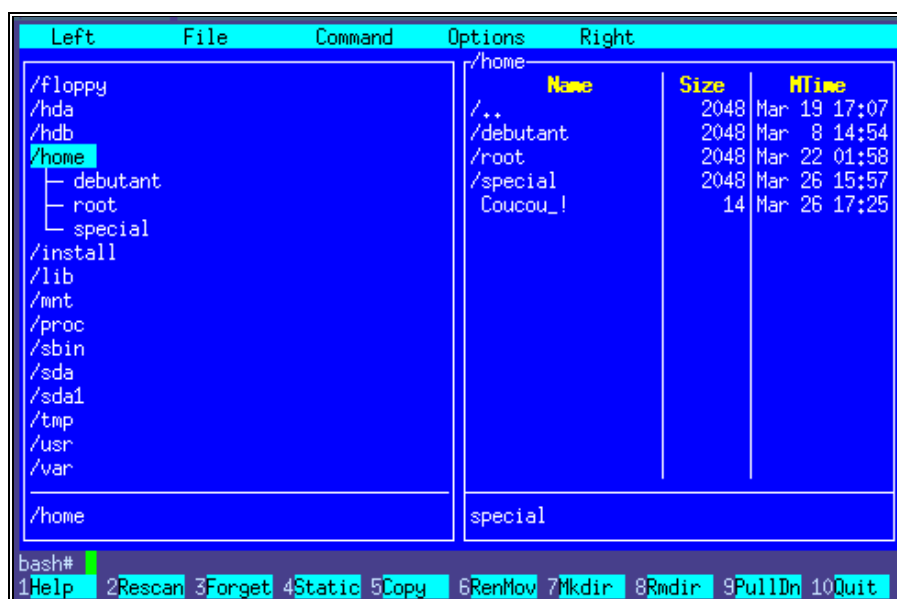 Left File Command Options Right
/floppy
/hda
/hdb
/home
debutant
root
special
/install
/lib
/mnt
/proc
/sbin
/sda
/sda1
/tmp
/usr
/var
/home
/home
Name Size MTime
/.. 2048 Mar 19 17:07
/debutant 2048 Mar 8 14:54
/root 2048 Mar 22 01:58
/special 2048 Mar 26 15:57
Coucou_! 14 Mar 26 17:25
special
bash#
1Help 2Rescan 3Forget 4Static 5Copy 6RenMov 7Mkdir 8Rmdir 9PullDn 10Quit